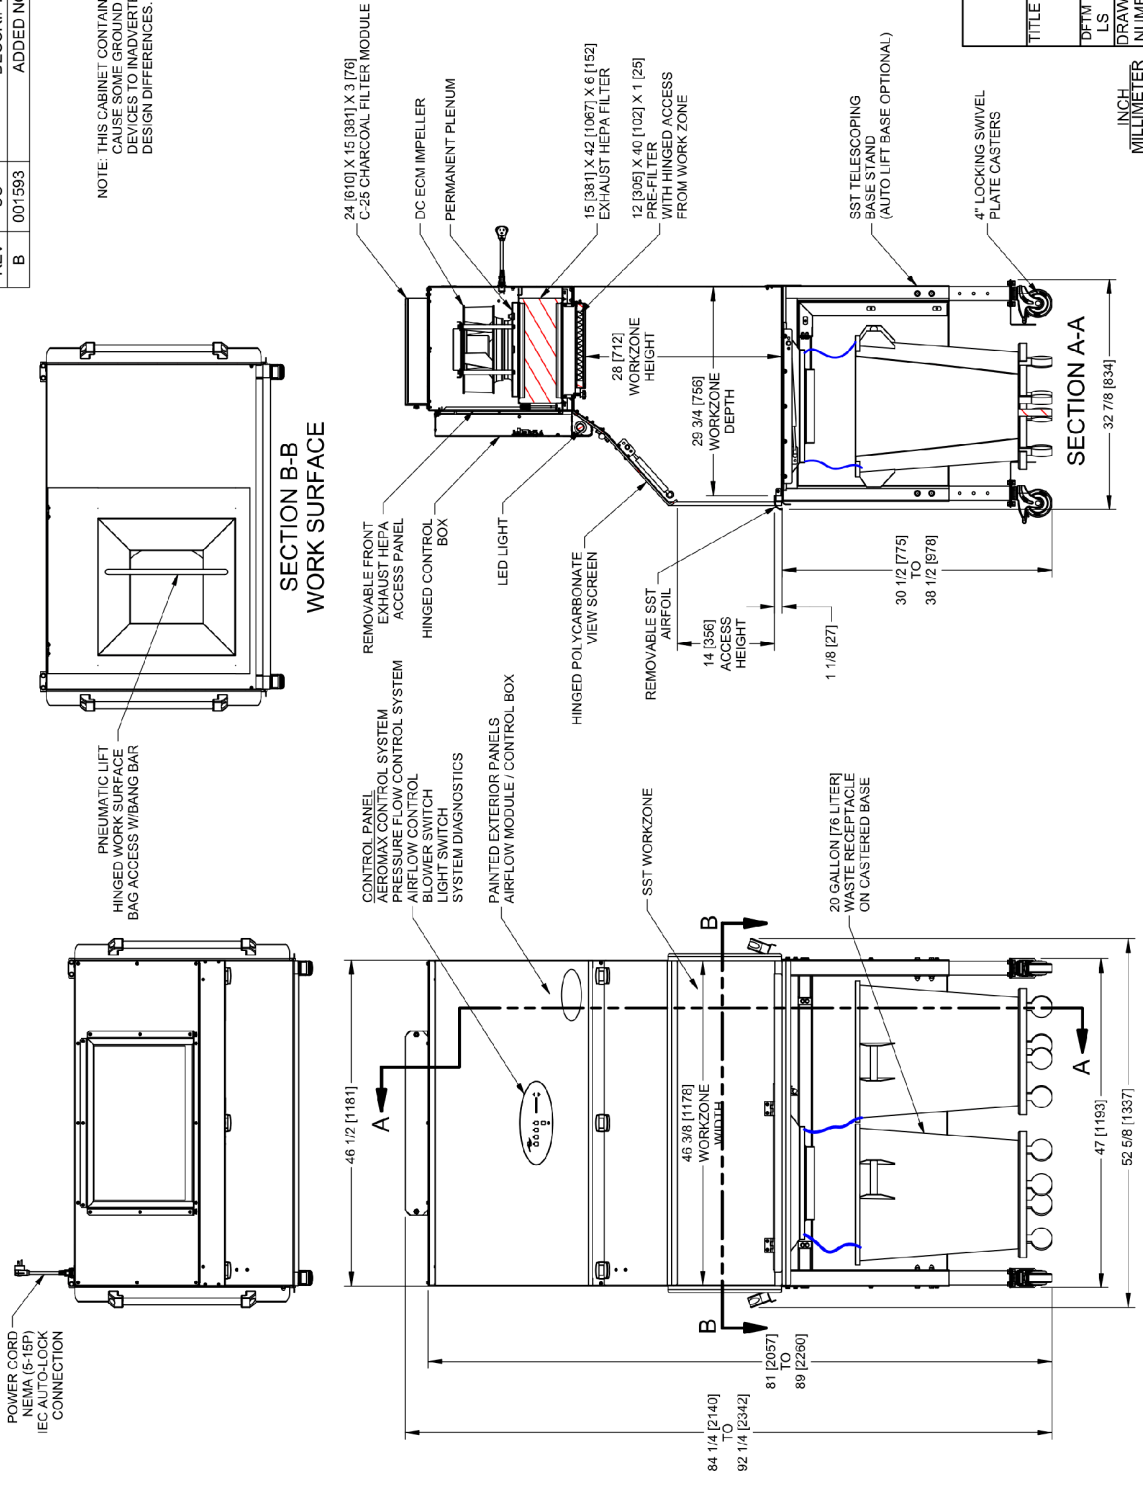 POWER CORD
NEMA (5-15P)
IEC AUTO-LOCK
CONNECTION
PNEUMATIC LIFT
HINGED WORK SURFACE
BAG ACCESS W/BANG BAR
SECTION B-B
WORK SURFACE
NOTE: THIS CABINET CONTAIN
CAUSE SOME GROUND
DEVICES TO INADVERT
DESIGN DIFFERENCES.
B
001593
ADDED
46 1/2 [1181]
A
A
CONTROL PANEL
AEROMAX CONTROL SYSTEM
PRESSURE FLOW CONTROL SYSTEM
AIRFLOW CONTROL
BLOWER SWITCH
LIGHT SWITCH
SYSTEM DIAGNOSTICS
PAINTED EXTERIOR PANELS
AIRFLOW MODULE / CONTROL BOX
SST WORKZONE
46 3/8 [1178]
WORKZONE
WIDTH
B
B
20 GALLON [76 LITER]
WASTE RECEPTACLE
ON CASTERED BASE
81 [2057]
TO
89 [2260]
84 1/4 [2140]
TO
92 1/4 [2342]
47 [1193]
52 5/8 [1337]
REMOVABLE FRONT
EXHAUST HEPA
ACCESS PANEL
HINGED CONTROL
BOX
LED LIGHT
HINGED POLYCARBONATE
VIEW SCREEN
REMOVABLE SST
AIRFOIL
14 [356]
ACCESS
HEIGHT
1 1/8 [27]
30 1/2 [775]
TO
38 1/2 [978]
28 [712]
WORKZONE
HEIGHT
29 3/4 [756]
WORKZONE
DEPTH
24 [610] X 15 [381] X 3 [76]
C-25 CHARCOAL FILTER MODULE
DC ECM IMPELLER
PERMANENT PLENUM
15 [381] X 42 [1067] X 6 [152]
EXHAUST HEPA FILTER
12 [305] X 40 [102] X 1 [25]
PRE-FILTER
WITH HINGED ACCESS
FROM WORK ZONE
SST TELESCOPING
BASE STAND
(AUTO LIFT BASE OPTIONAL)
4" LOCKING SWIVEL
PLATE CASTERS
SECTION A-A
32 7/8 [834]
TITLE
DFTM
LS
DRAW
NUM
INCH
MILLIMETER